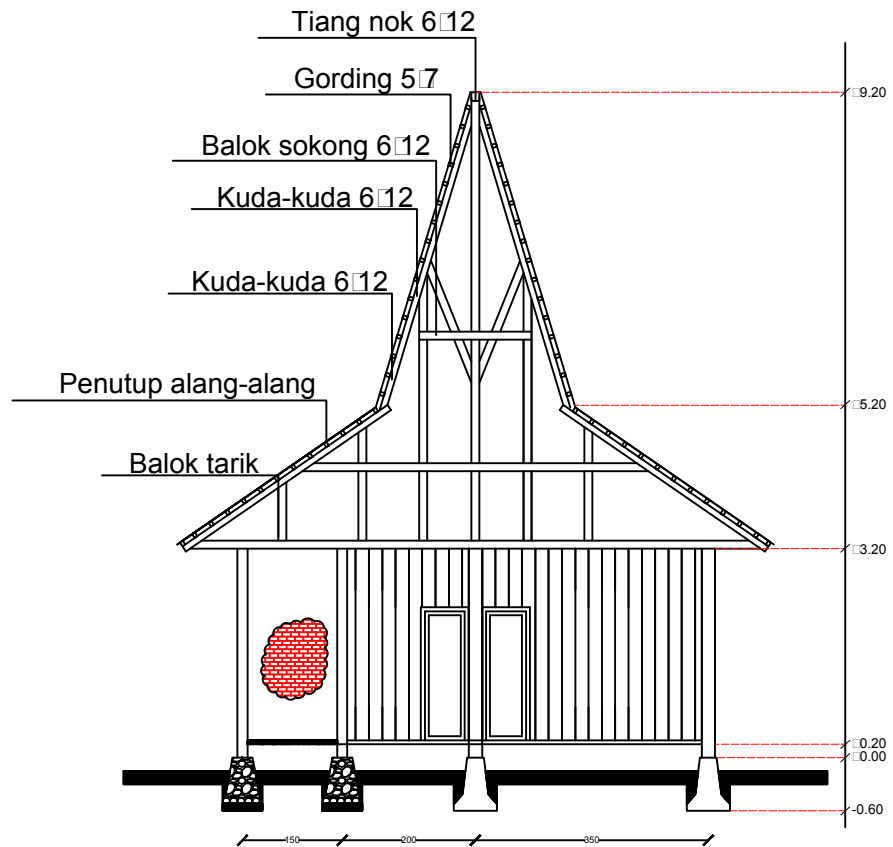 Tiang nok 6□12
Gording 5□7
Balok sokong 6□12
Kuda-kuda 6□12
Kuda-kuda 6□12
Penutup alang-alang
Balok tarik
□9.20
□5.20
□3.20
□0.20
□0.00
-0.60
150
200
350